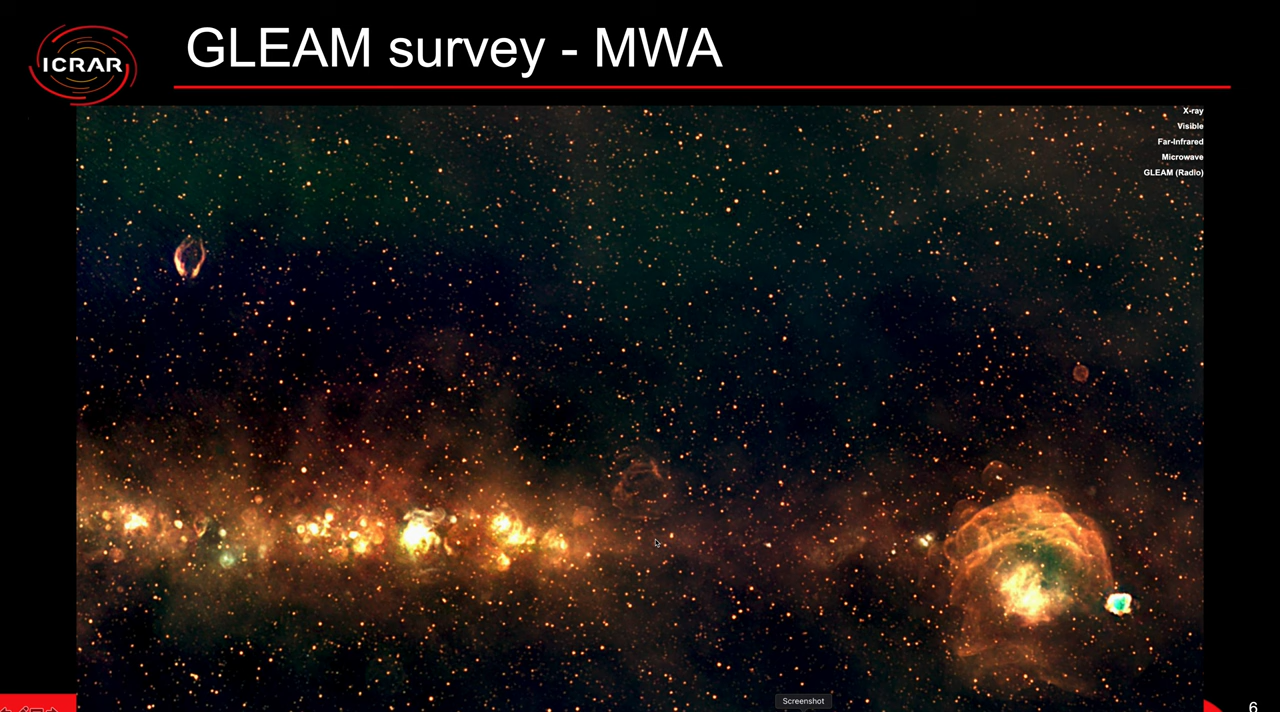 ICRAR
GLEAM survey - MWA
X-ray
Visible
Far-Infrared
Microwave
GLEAM (Radio)
Screenshot
6